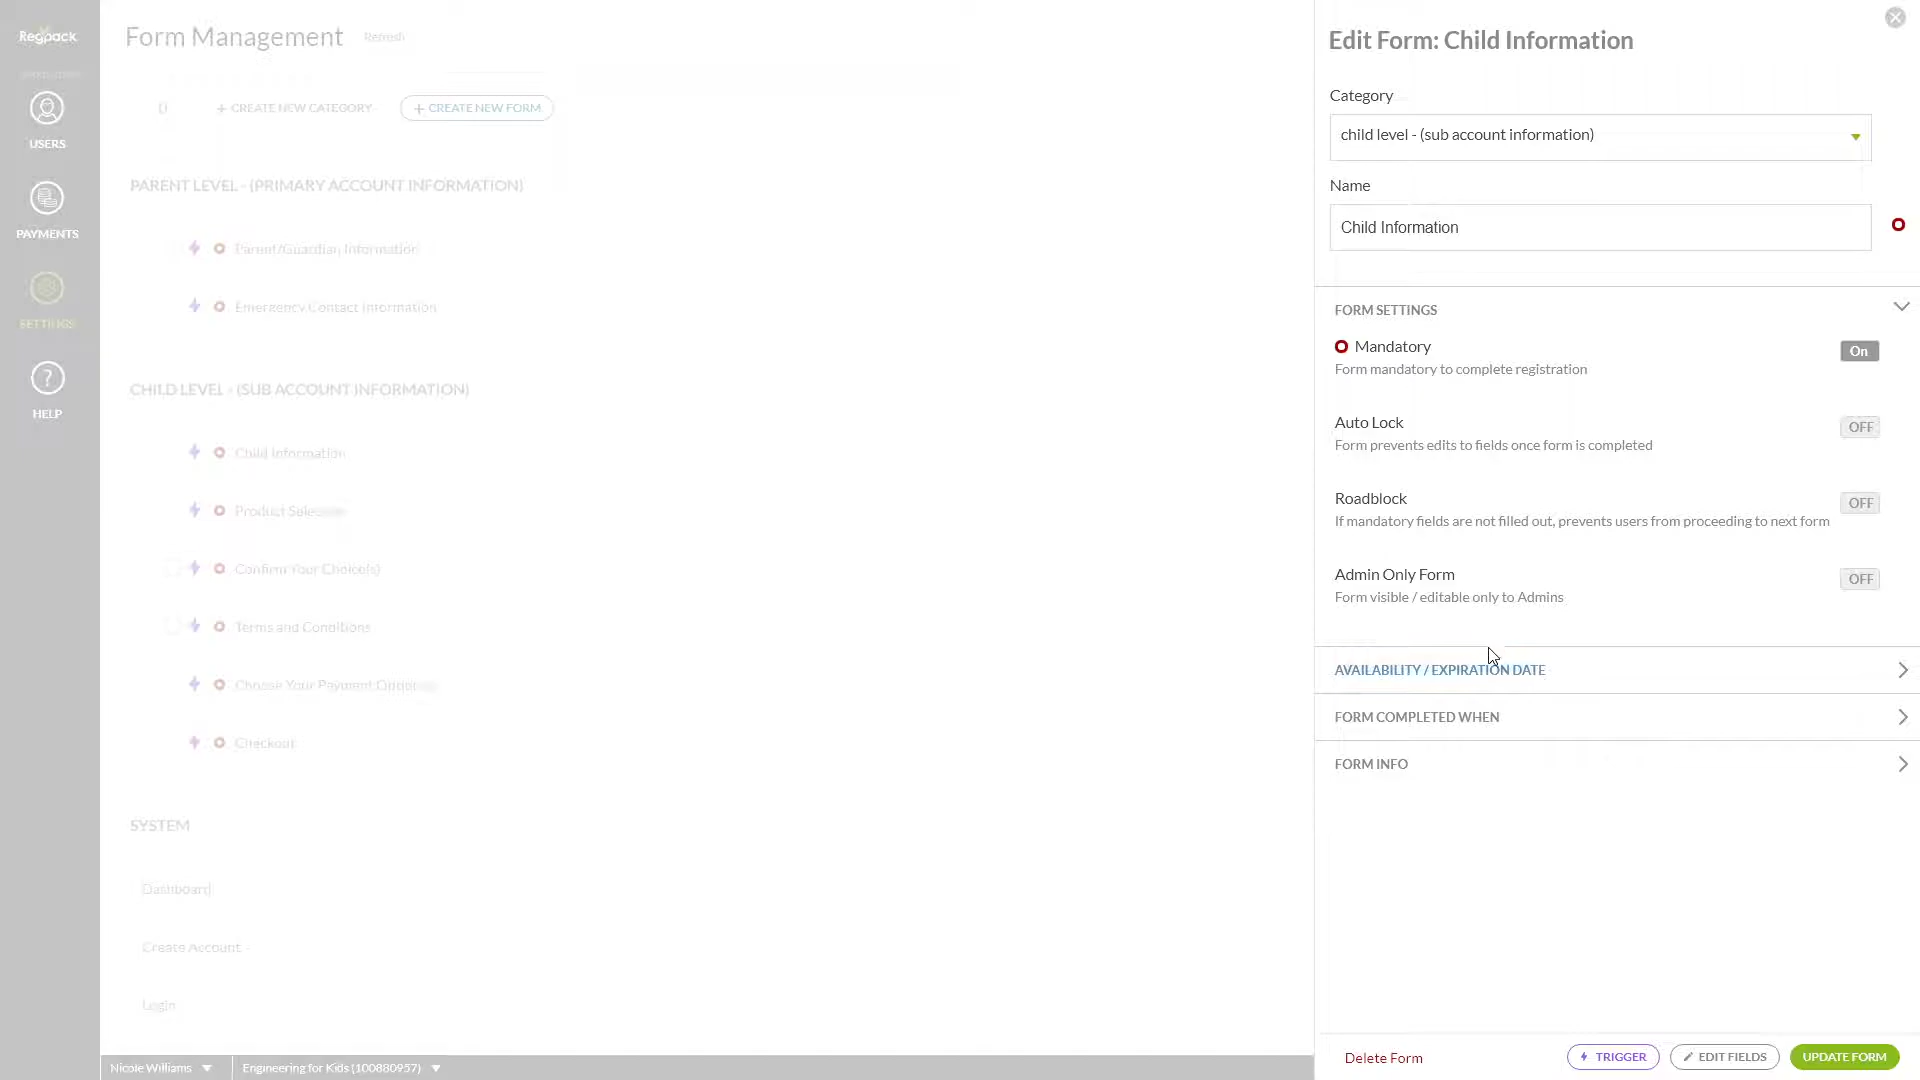 Regpack
USERS
PAYMENTS
SETTINGS
HELP
Form Management Refresh
+ CREATE NEW CATEGORY
+ CREATE NEW FORM
PARENT LEVEL - (PRIMARY ACCOUNT INFORMATION)
Parent/Guardian Information
Emergency Contact Information
CHILD LEVEL - (SUB ACCOUNT INFORMATION)
Child Information
Product
Confirm Your Choice(s)
Terms and Conditions
Choose Your Payment
Checkout
SYSTEM
Dashboard
Create Account
Login
Nicole Williams
Engineering for Kids (100880957)
Edit Form: Child Information
Category
child level - (sub account information)
Name
Child Information
FORM SETTINGS
Mandatory
On
Form mandatory to complete registration
Auto Lock
OFF
Form prevents edits to fields once form is completed
Roadblock
OFF
If mandatory fields are not filled out, prevents users from proceeding to next form
Admin Only Form
OFF
Form visible / editable only to Admins
AVAILABILITY / EXPIRATION DATE
FORM COMPLETED WHEN
FORM INFO
Delete Form
TRIGGER
EDIT FIELDS
UPDATE FORM